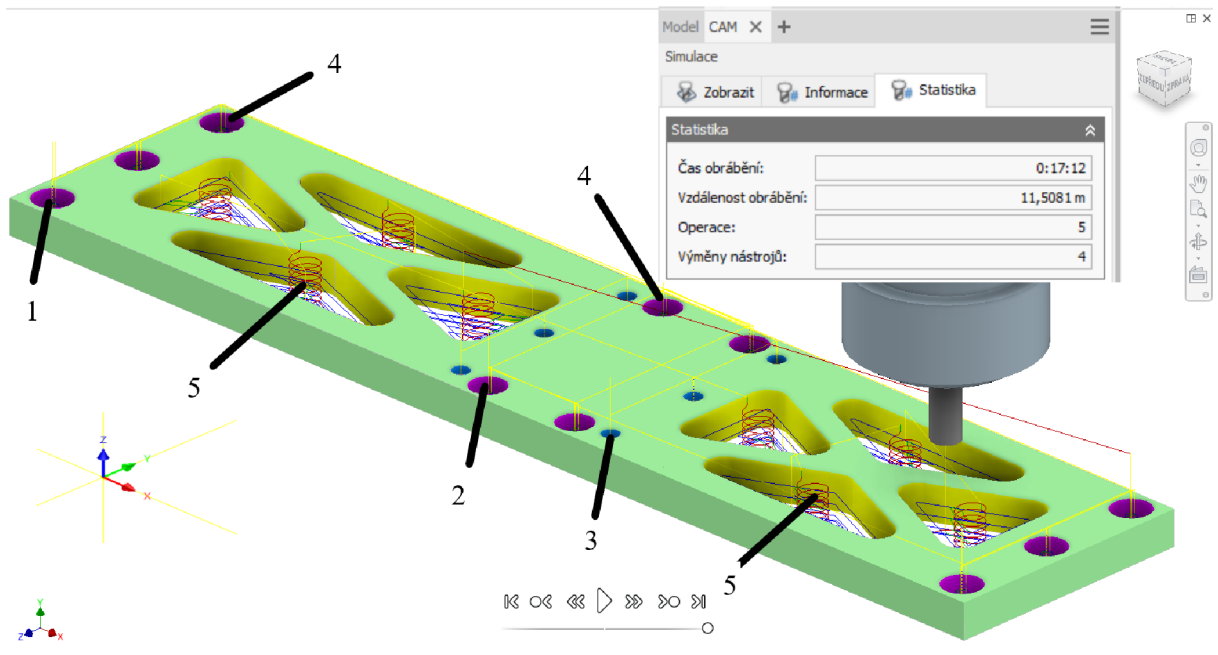 Model CAM
Simulace
Zobrazit Informace Statistika
Statistika
Čas obrábění: 0:17:12
Vzdálenost obrábění: 11,5081 m
Operace: 5
Výměny nástrojů: 4
4
4
1
5
2
3
5
Z
Y
X
Y
Z
X